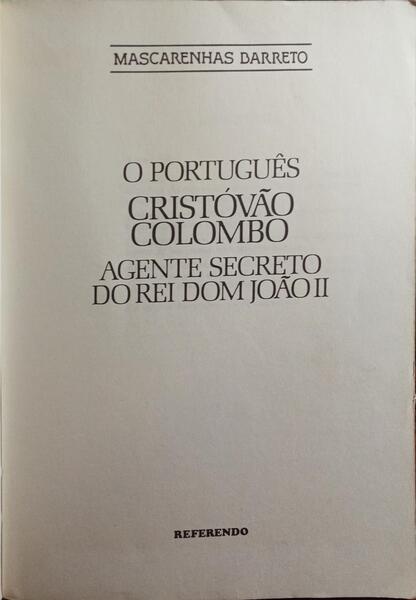 MASCARENHAS BARRETO
O PORTUGUÊS
CRISTÓVÃO
COLOMBO
AGENTE SECRETO
DO REI DOM JOÃO II
REFERENDO